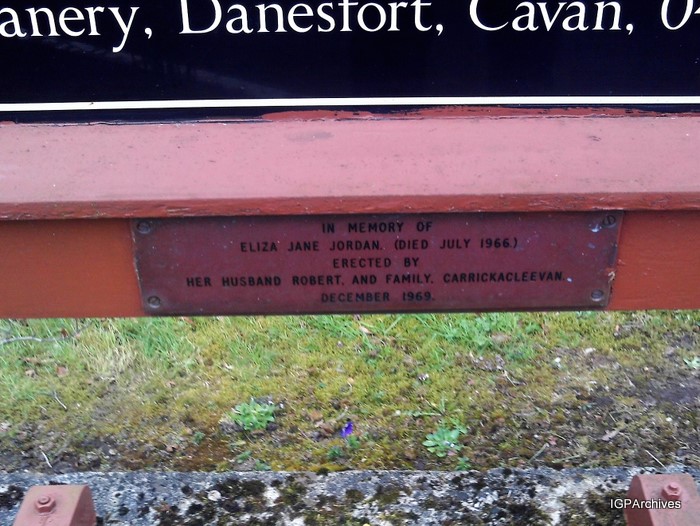 anery, Danesfort, Cavan, 04
IN MEMORY OF
ELIZA JANE JORDAN. (DIED JULY 1966.)
ERECTED BY
HER HUSBAND ROBERT, AND FAMILY, CARRICKACLEEVAN.
DECEMBER 1969.
IGPArchives